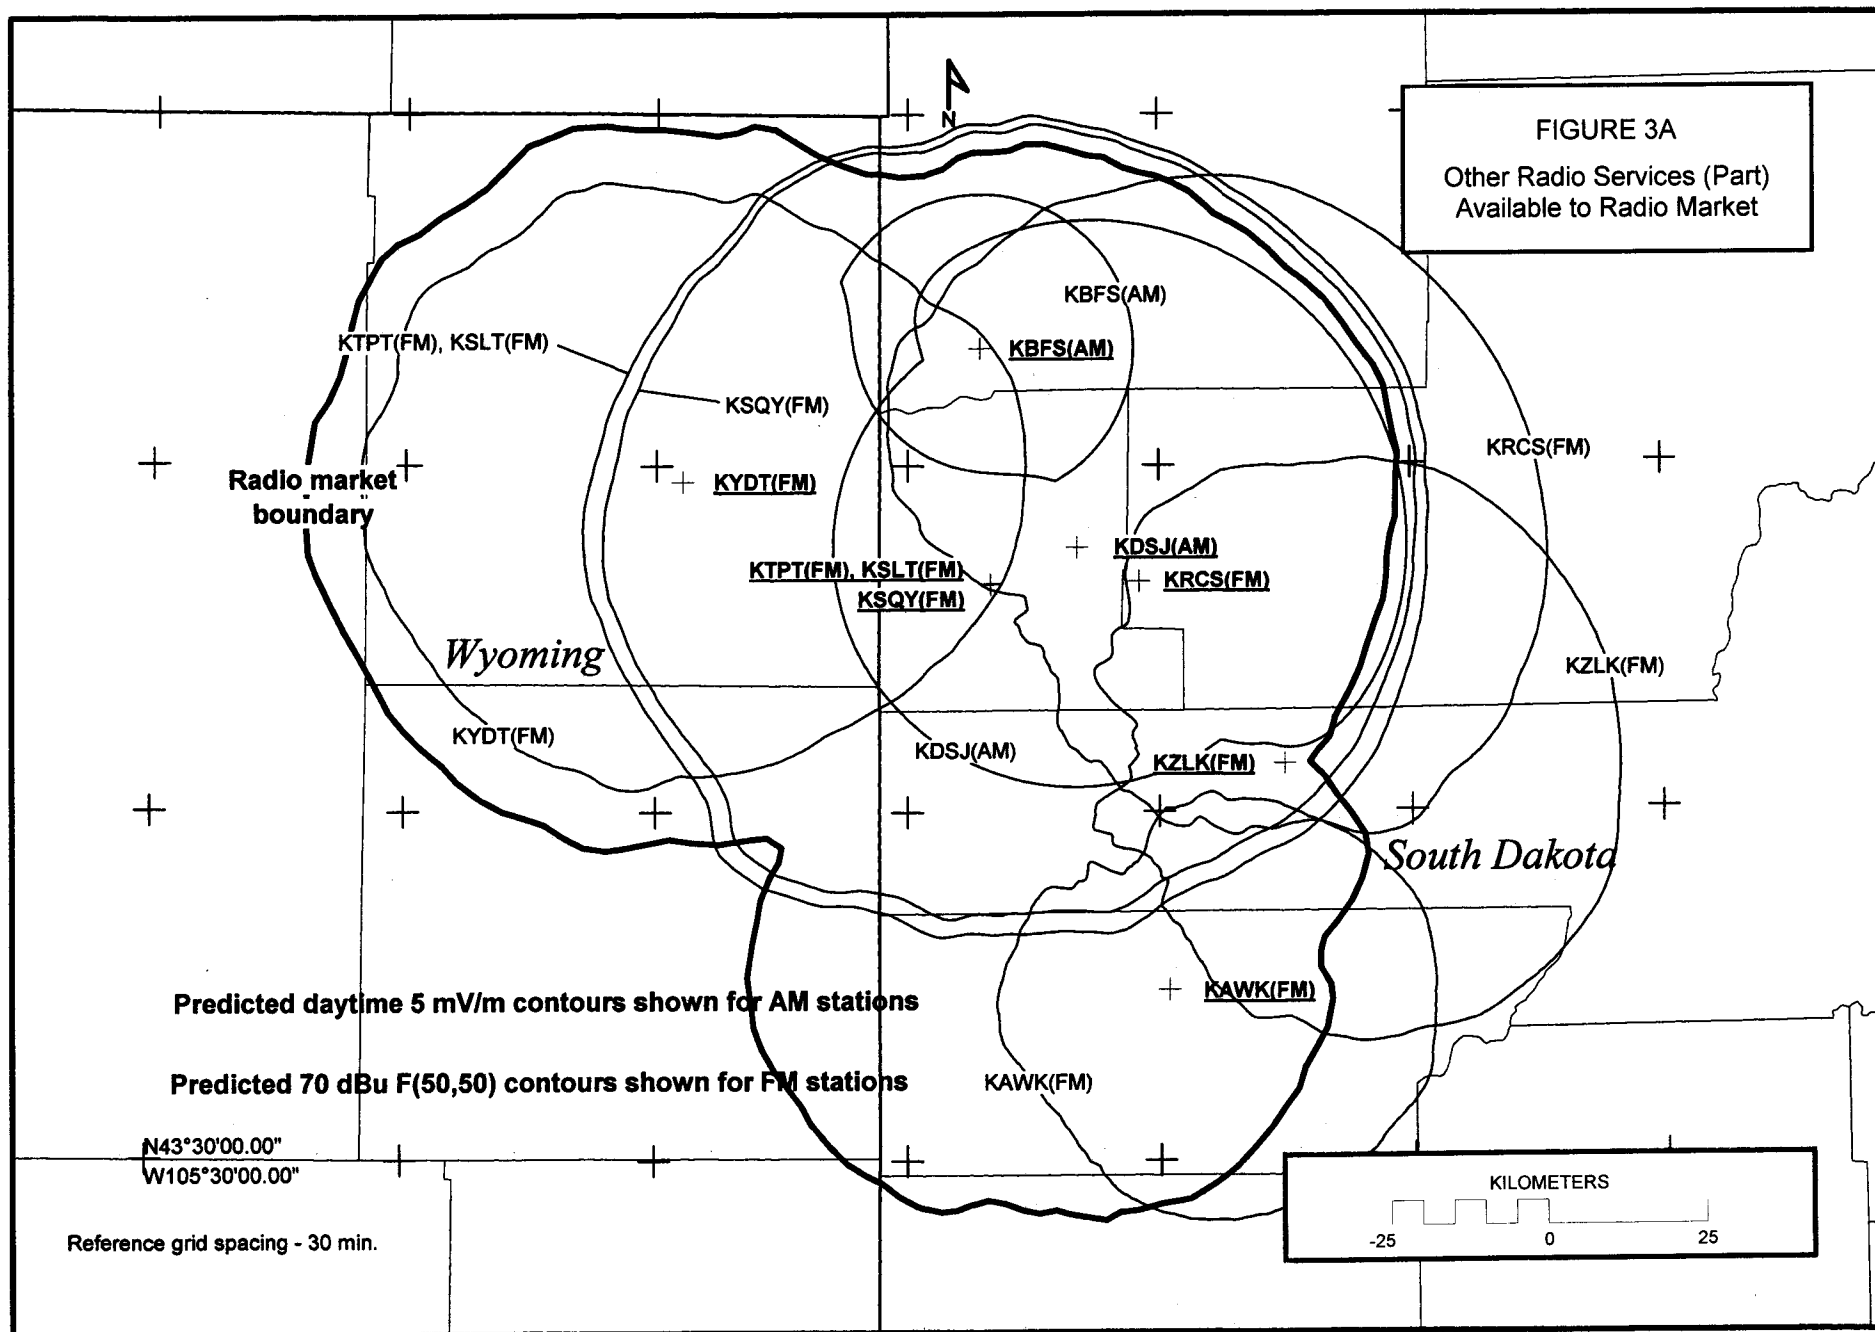 N
FIGURE 3A
Other Radio Services (Part)
Available to Radio Market
KBFS(AM)
KTPT(FM), KSLT(FM)
KBFS(AM)
KSQY(FM)
KRCS(FM)
Radio market
boundary
KYDT(FM)
KDSJ(AM)
KTPT(FM), KSLT(FM)
KRCS(FM)
KSQY(FM)
Wyoming
KZLK(FM)
KYDT(FM)
KDSJ(AM)
KZLK(FM)
South Dakota
Predicted daytime 5 mV/m contours shown for AM stations
KAWK(FM)
Predicted 70 dBu F(50,50) contours shown for FM stations
KAWK(FM)
N43°30'00.00"
W105°30'00.00"
KILOMETERS
-25 0 25
Reference grid spacing - 30 min.